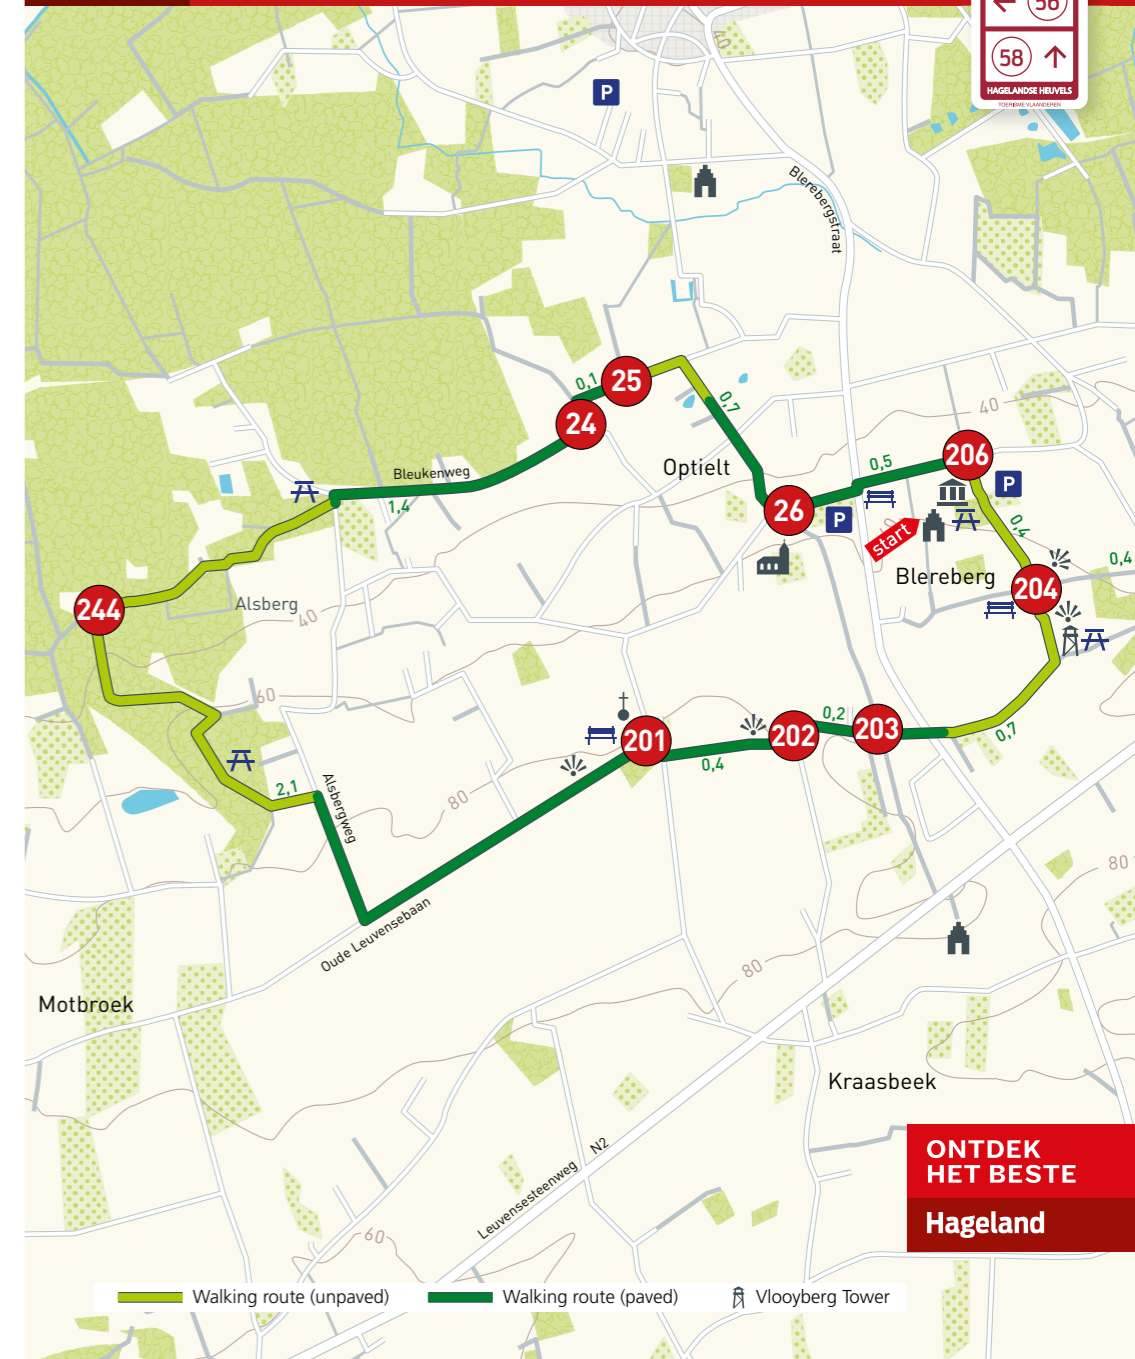 ← 56
58 ↑
HAGELANDSE HEUVELS
TOERISME VLAANDEREN
40
P
Blerebergstraat
0,1
25
24
0,7
40
Optielt
Bleukenweg
1,4
26
P
0,5
206
P
start
0,4
0,4
Blereberg
204
244
Alsberg
40
60
201
202
0,2
203
0,4
0,7
2,1
Alsbergweg
80
Oude Leuvensebaan
80
80
Motbroek
Kraasbeek
Leuvensesteenweg N2
60
ONTDEK
HET BESTE
Hageland
Walking route (unpaved) Walking route (paved) Vlooyberg Tower